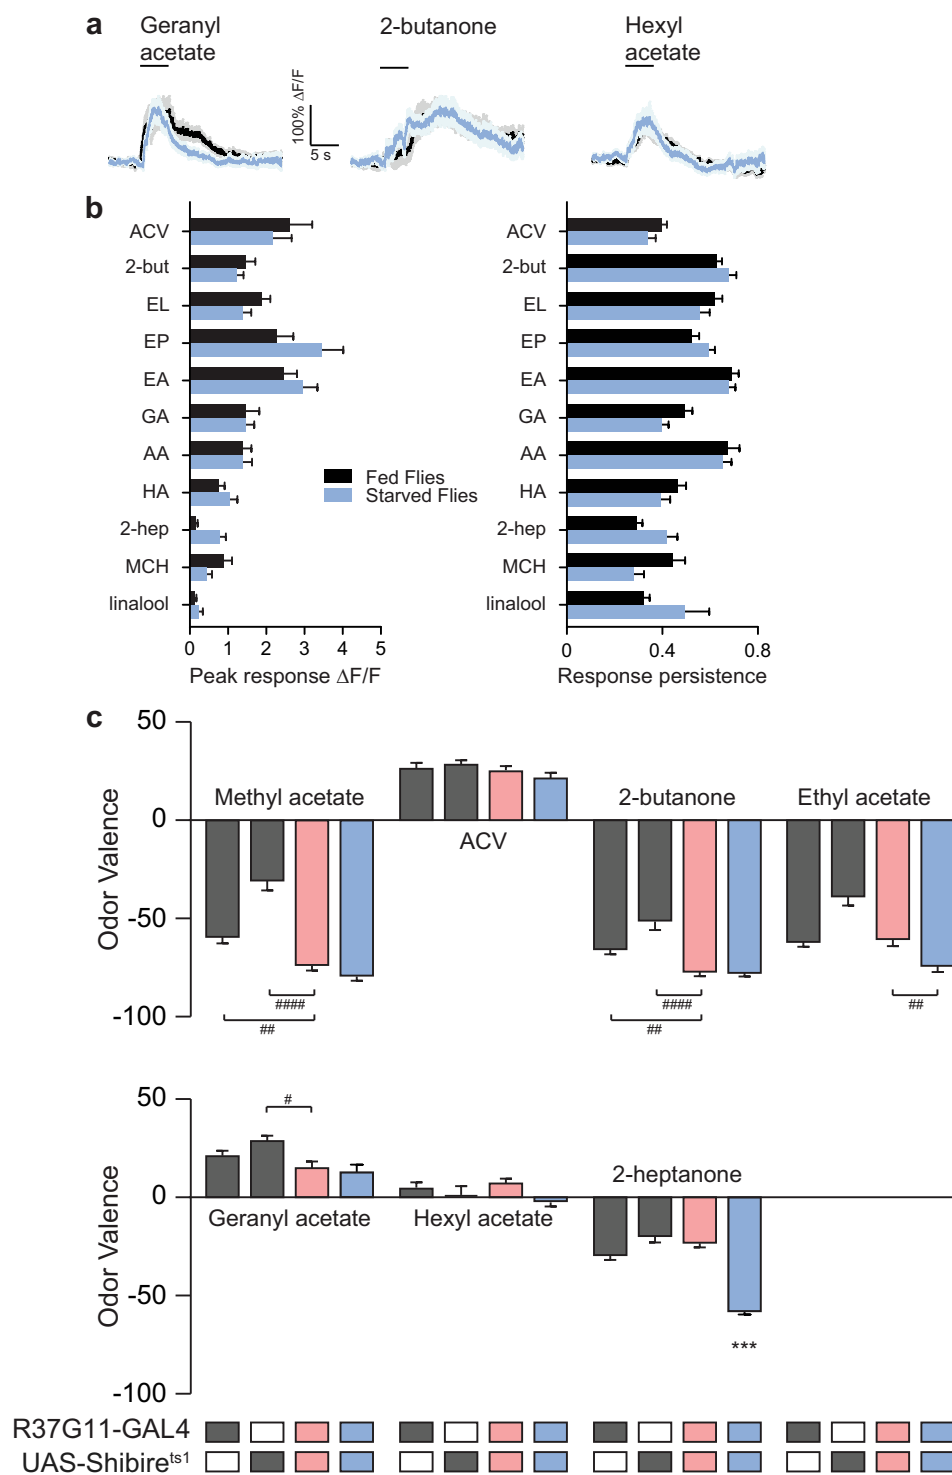 a
Geranyl
acetate
2-butanone
Hexyl
acetate
100% ΔF/F
5 s
b
ACV
2-but
EL
EP
EA
GA
AA
HA
2-hep
MCH
linalool
0 1 2 3 4 5
Peak response ΔF/F
Fed Flies
Starved Flies
ACV
2-but
EL
EP
EA
GA
AA
HA
2-hep
MCH
linalool
0 0.4 0.8
Response persistence
c
Odor Valence
50
0
-50
-100
Methyl acetate
ACV
2-butanone
Ethyl acetate
####
##
####
##
##
Odor Valence
50
0
-50
-100
#
Geranyl acetate
Hexyl acetate
2-heptanone
***
R37G11-GAL4
UAS-Shibireᵗˢ¹